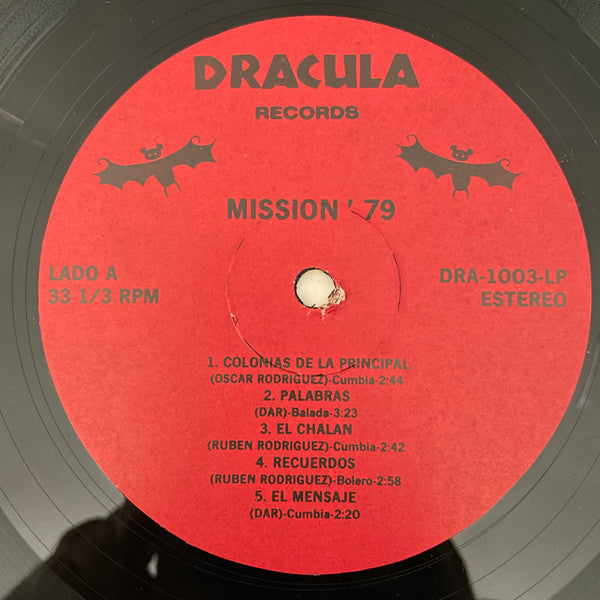 DRACULA
RECORDS
MISSION ' 79
LADO A
33 1/3 RPM
DRA-1003-LP
ESTEREO
1. COLONIAS DE LA PRINCIPAL
(OSCAR RODRIGUEZ)-Cumbia-2:44
2. PALABRAS
(DAR)-Balada-3:23
3. EL CHALAN
(RUBEN RODRIGUEZ)-Cumbia-2:42
4. RECUERDOS
(RUBEN RODRIGUEZ)-Bolero-2:58
5. EL MENSAJE
(DAR)-Cumbia-2:20